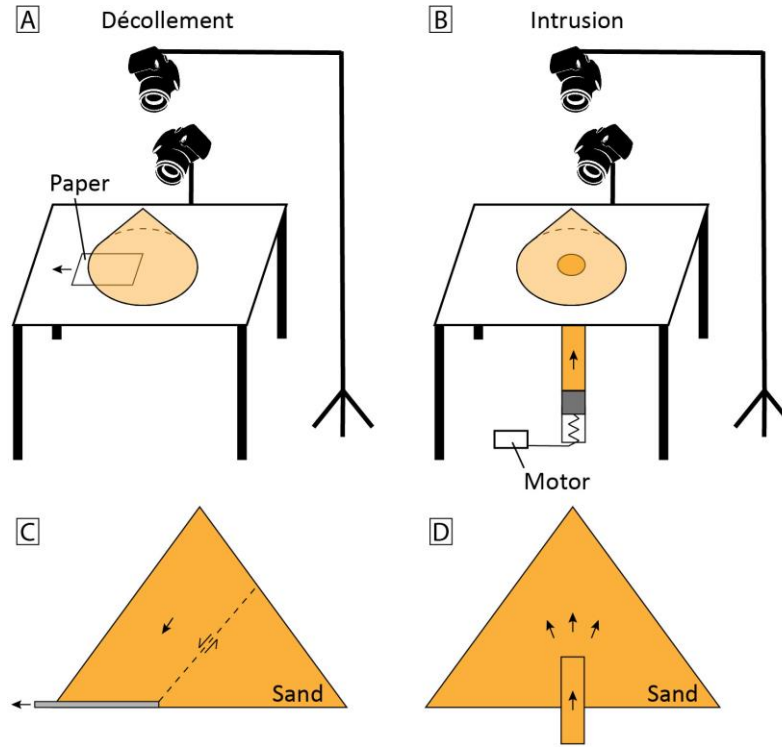 A
Décollement
B
Intrusion
Paper
Motor
C
Sand
D
Sand